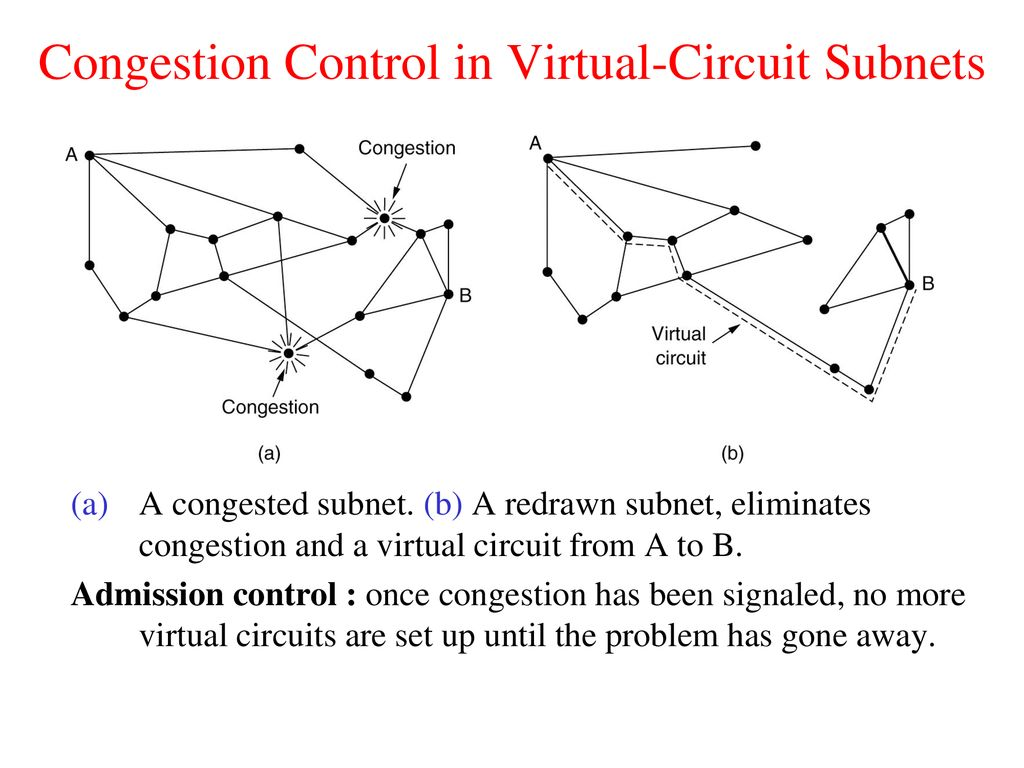 Congestion Control in Virtual-Circuit Subnets
A
Congestion
B
Congestion
(a)
A
B
Virtual
circuit
(b)
(a) A congested subnet. (b) A redrawn subnet, eliminates
congestion and a virtual circuit from A to B.
Admission control : once congestion has been signaled, no more
virtual circuits are set up until the problem has gone away.